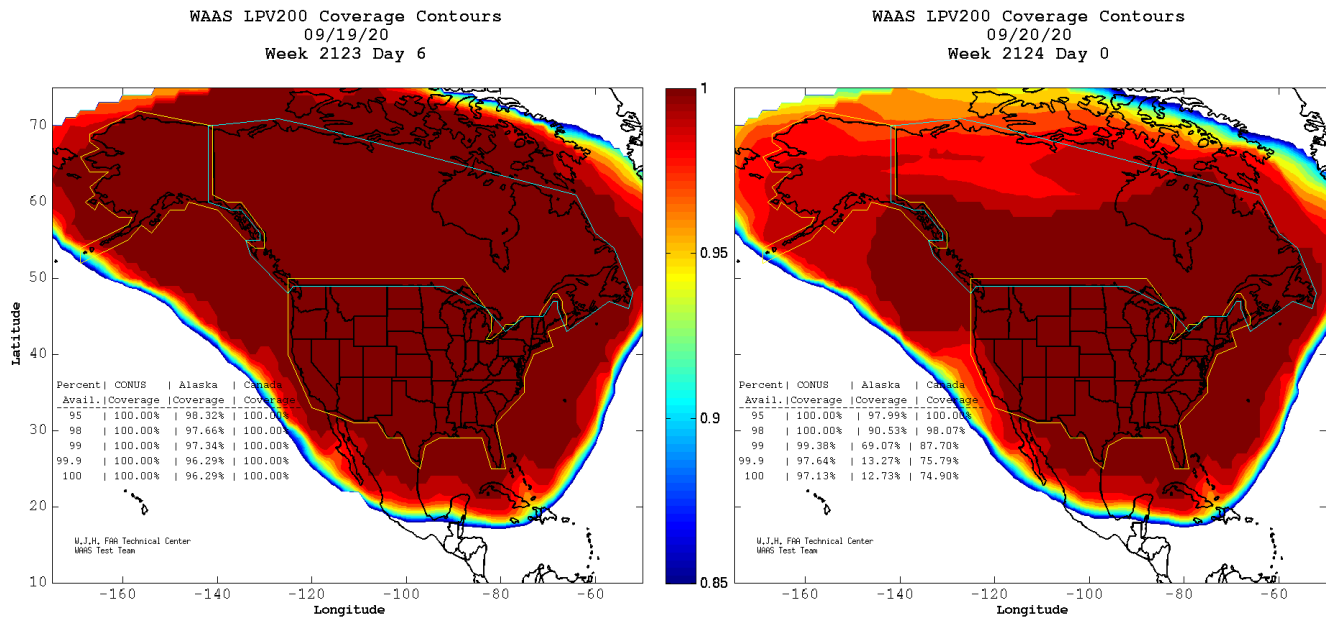 WAAS LPV200 Coverage Contours
09/19/20
Week 2123 Day 6
70
60
50
40
30
20
10
Latitude
-160
-140
-120
-100
-80
-60
Longitude
Percent| CONUS | Alaska | Canada
Avail.|Coverage |Coverage | Coverage
95 | 100.00% | 98.32% | 100.00%
98 | 100.00% | 97.66% | 100.00%
99 | 100.00% | 97.34% | 100.00%
99.9 | 100.00% | 96.29% | 100.00%
100 | 100.00% | 96.29% | 100.00%
W.J.H. FAA Technical Center
WAAS Test Team
1
0.95
0.9
0.85
WAAS LPV200 Coverage Contours
09/20/20
Week 2124 Day 0
70
60
50
40
30
20
10
-160
-140
-120
-100
-80
-60
Longitude
Percent| CONUS | Alaska | Canada
Avail.|Coverage |Coverage | Coverage
95 | 100.00% | 97.99% | 100.00%
98 | 100.00% | 90.53% | 98.07%
99 | 99.38% | 69.07% | 87.70%
99.9 | 97.64% | 13.27% | 75.79%
100 | 97.13% | 12.73% | 74.90%
W.J.H. FAA Technical Center
WAAS Test Team